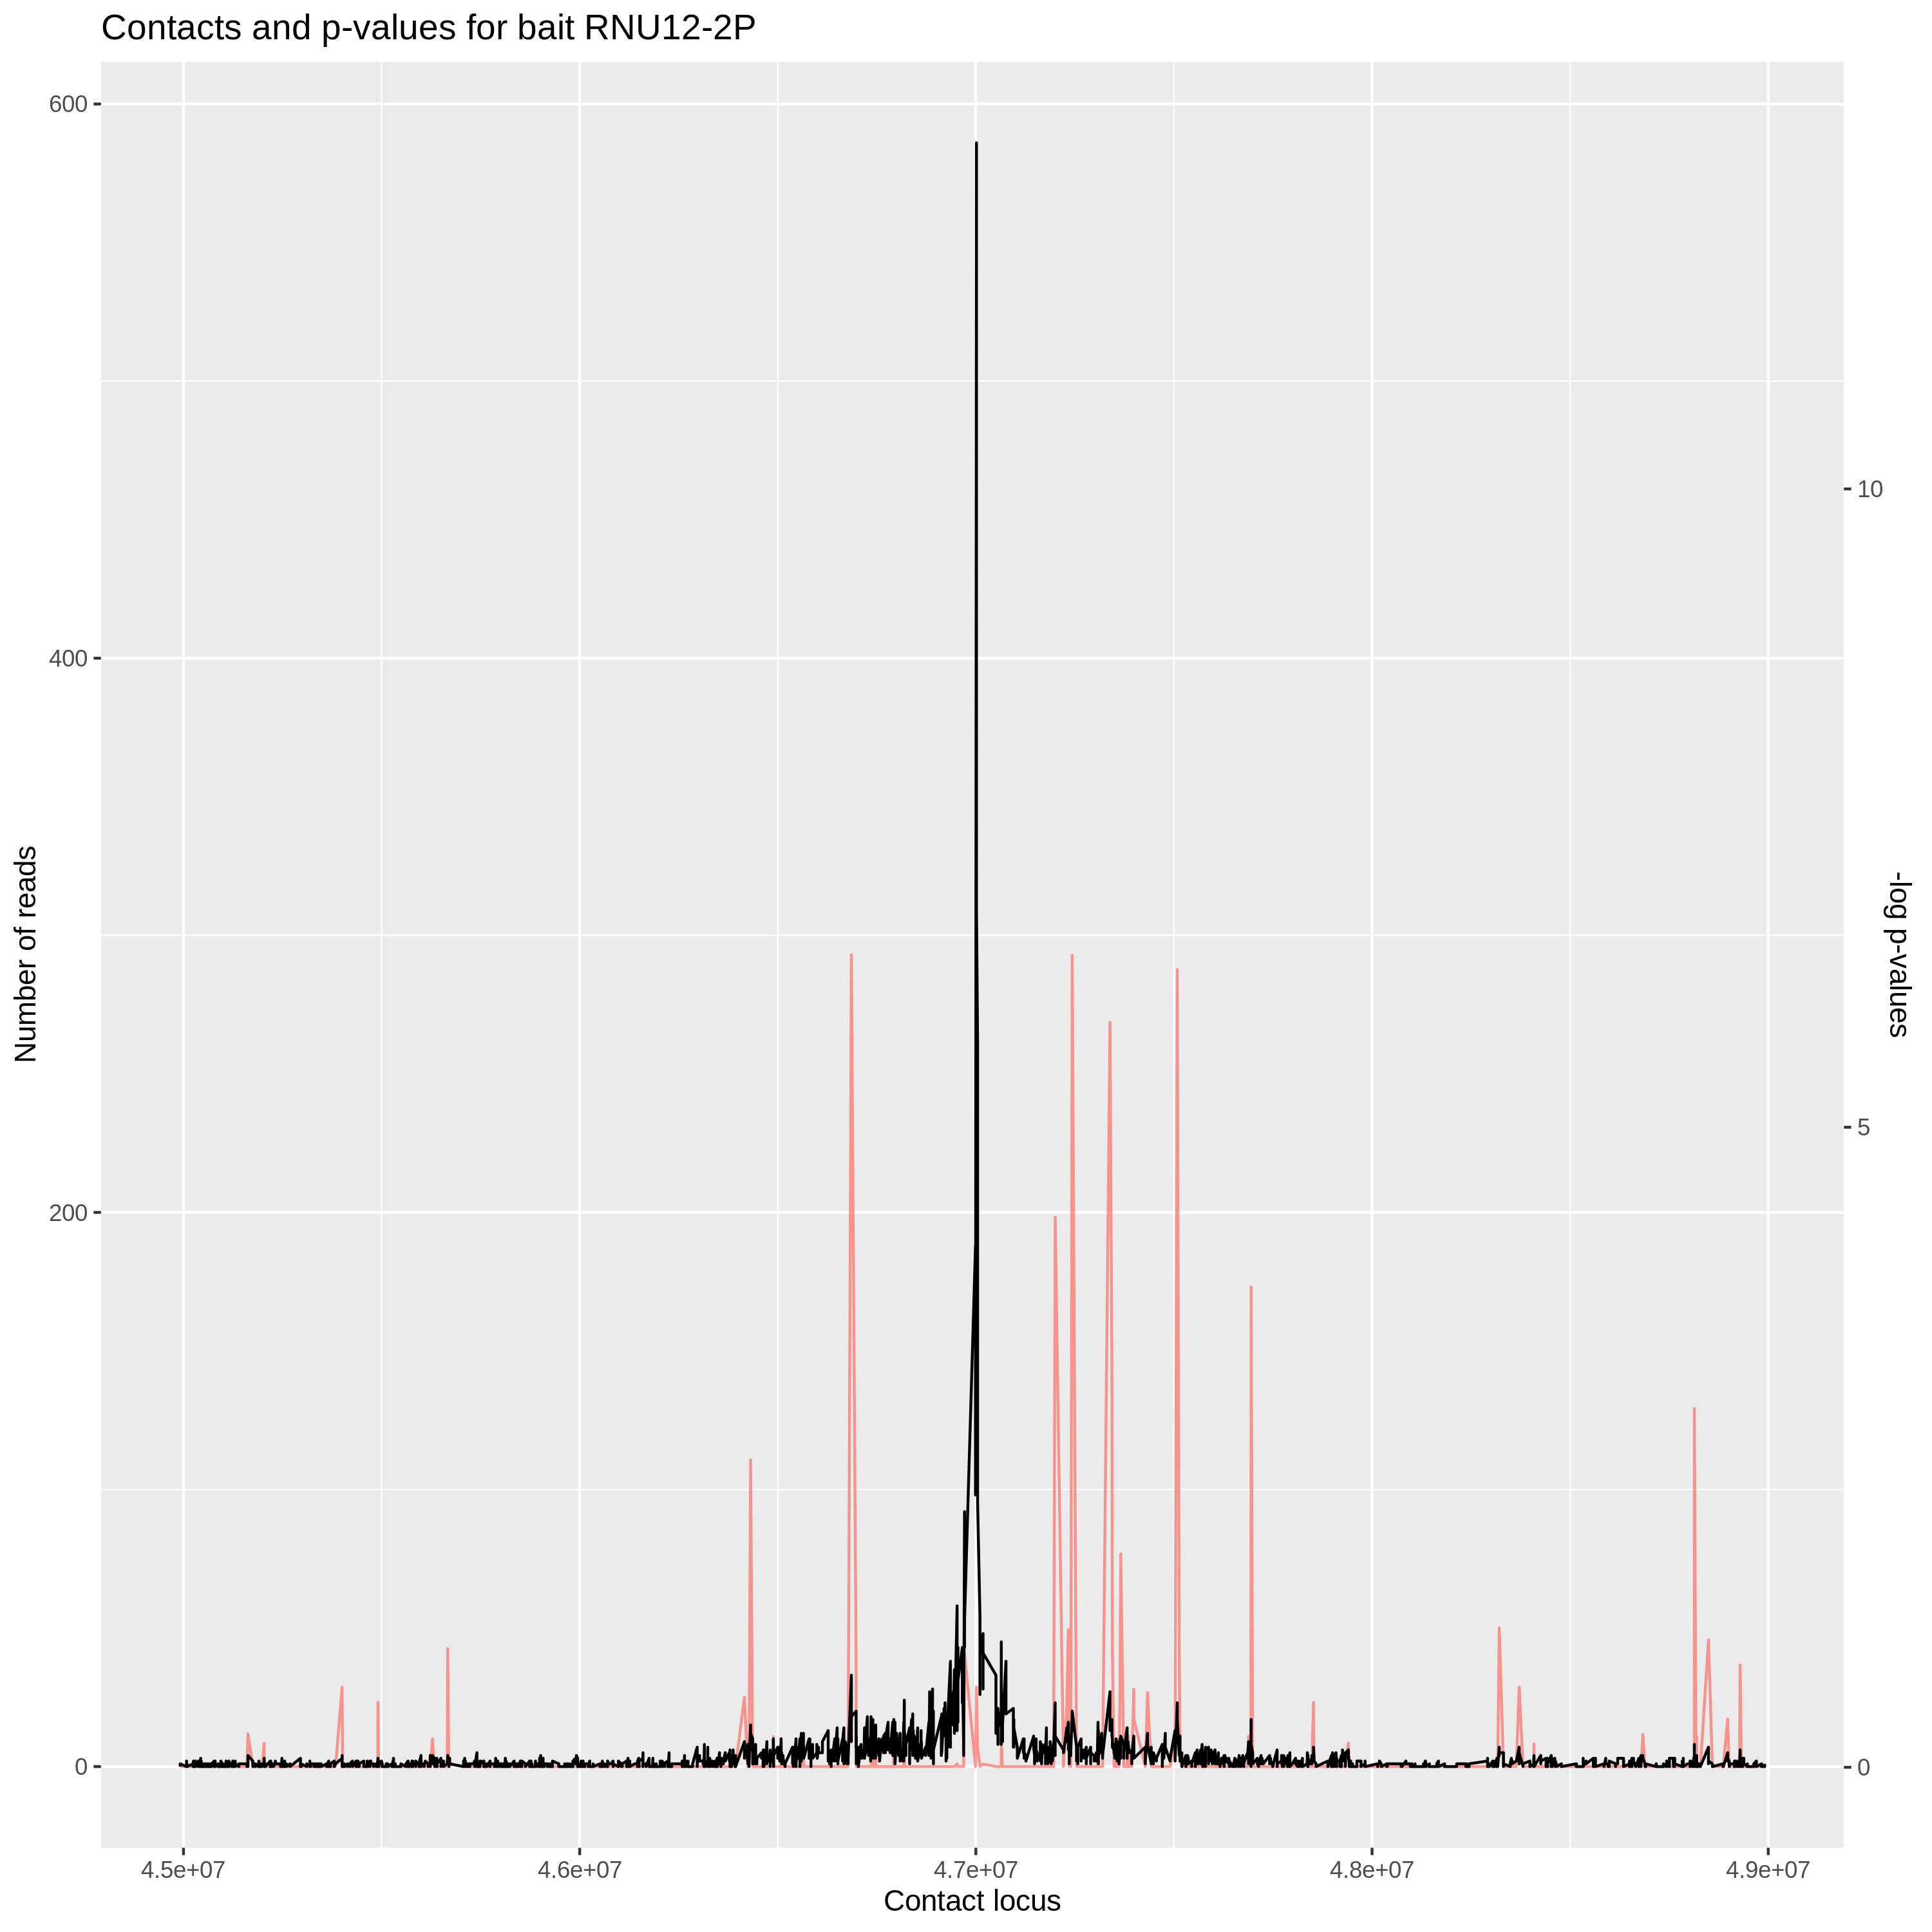 Contacts and p-values for bait RNU12-2P
600
400
200
0
Number of reads
10
5
0
-log p-values
4.5e+07
4.6e+07
4.7e+07
4.8e+07
4.9e+07
Contact locus